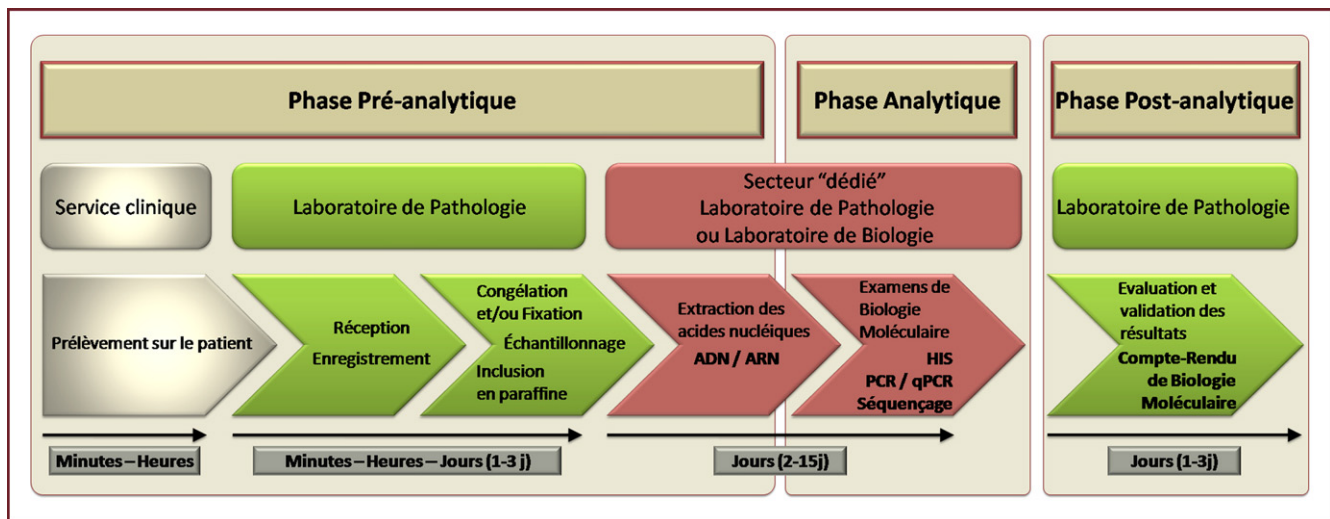 Phase Pré-analytique
Phase Analytique
Phase Post-analytique
Service clinique
Laboratoire de Pathologie
Secteur “dédié”
Laboratoire de Pathologie
ou Laboratoire de Biologie
Laboratoire de Pathologie
Prélèvement sur le patient
Réception
Enregistrement
Congélation
et/ou Fixation
Échantillonnage
Inclusion
en paraffine
Extraction des
acides nucléiques
ADN / ARN
Examens de
Biologie
Moléculaire
HIS
PCR / qPCR
Séquençage
Evaluation et
validation des
résultats
Compte-Rendu
de Biologie
Moléculaire
Minutes – Heures
Minutes – Heures – Jours (1-3 j)
Jours (2-15j)
Jours (1-3j)